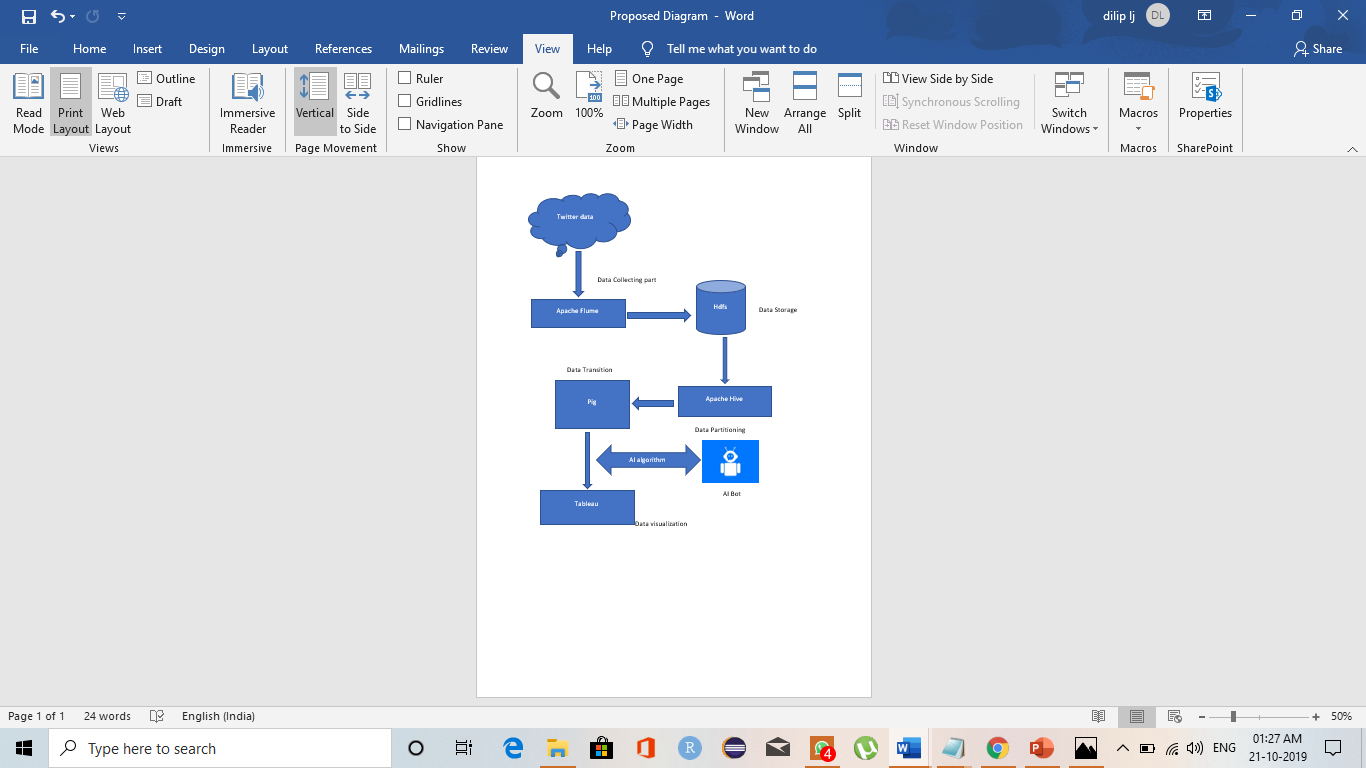 Proposed Diagram - Word
dilip lj
DL
File Home Insert Design Layout References Mailings Review View Help Tell me what you want to do Share
Read Mode
Print Layout
Web Layout
Outline
Draft
Views
Immersive Reader
Immersive
Vertical
Side to Side
Page Movement
Ruler
Gridlines
Navigation Pane
Show
Zoom
100
100%
One Page
Multiple Pages
Page Width
Zoom
New Window
Arrange All
Split
View Side by Side
Synchronous Scrolling
Reset Window Position
Switch Windows
Window
Macros
Macros
S
Properties
SharePoint
Twitter data
Data Collecting part
Apache Flume
Hdfs
Data Storage
Data Transition
Pig
Apache Hive
Data Partitioning
AI algorithm
AI Bot
Tableau
Data visualization
Page 1 of 1 24 words English (India) 50%
Type here to search
R
4
W
P
ENG
01:27 AM
21-10-2019